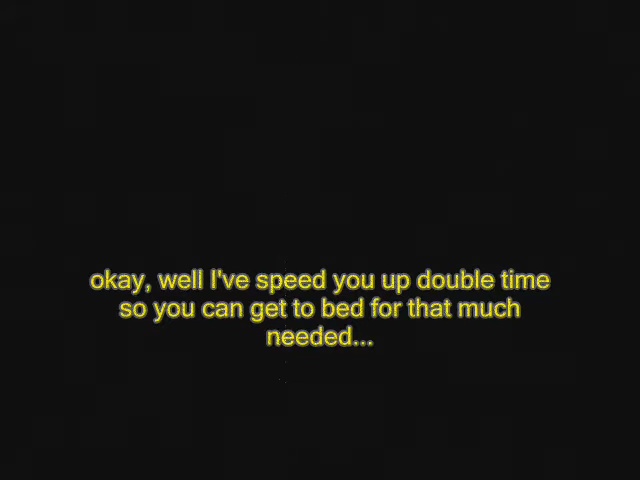 okay, well I've speed you up double time
so you can get to bed for that much
needed...